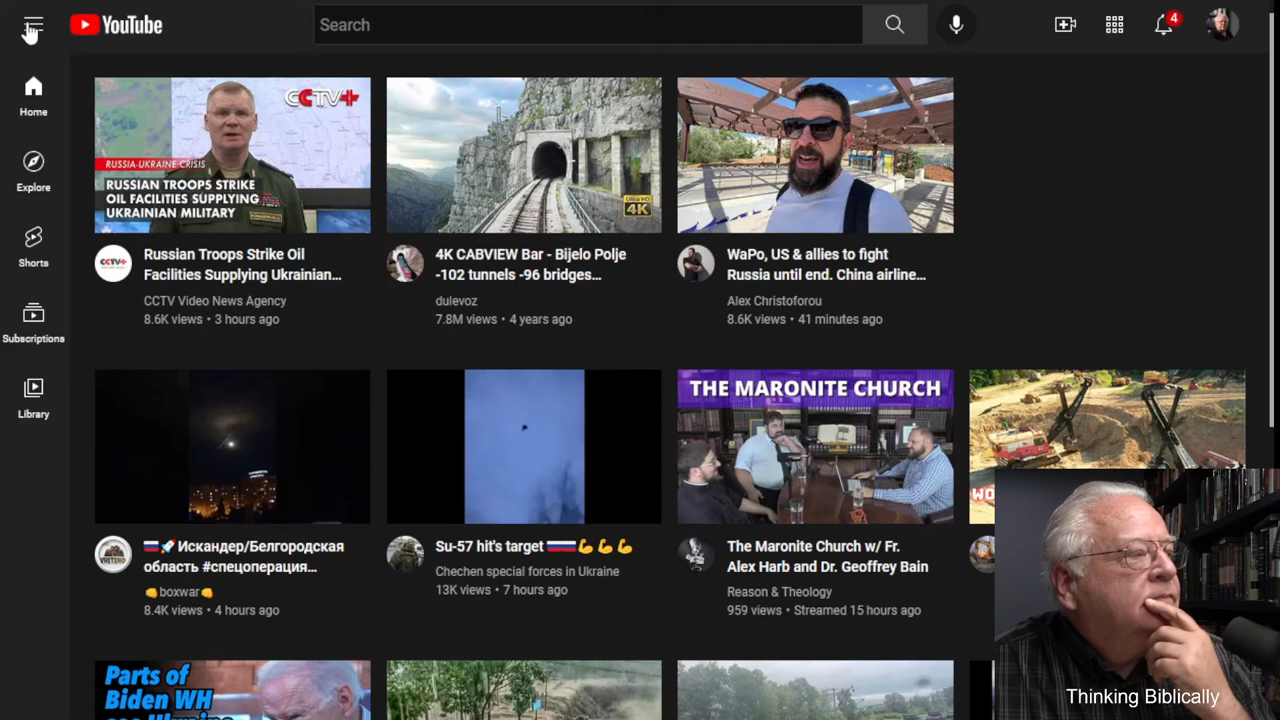 YouTube
Search
4
Home
Explore
Shorts
Subscriptions
Library
CCTV+
RUSSIA-UKRAINE CRISIS
RUSSIAN TROOPS STRIKE
OIL FACILITIES SUPPLYING
UKRAINIAN MILITARY
ULTRA HD
4K
CCTV+
Russian Troops Strike Oil
Facilities Supplying Ukrainian...
CCTV Video News Agency
8.6K views • 3 hours ago
4K CABVIEW Bar - Bijelo Polje
-102 tunnels -96 bridges...
dulevoz
7.8M views • 4 years ago
WaPo, US & allies to fight
Russia until end. China airline...
Alex Christoforou
8.6K views • 41 minutes ago
THE MARONITE CHURCH
WO
🇷🇺🚀Искандер/Белгородская
область #спецоперация...
👊boxwar👊
8.4K views • 4 hours ago
Su-57 hit's target 🇷🇺💪💪💪
Chechen special forces in Ukraine
13K views • 7 hours ago
The Maronite Church w/ Fr.
Alex Harb and Dr. Geoffrey Bain
Reason & Theology
959 views • Streamed 15 hours ago
Parts of
Biden WH
see Ukraine
Thinking Biblically